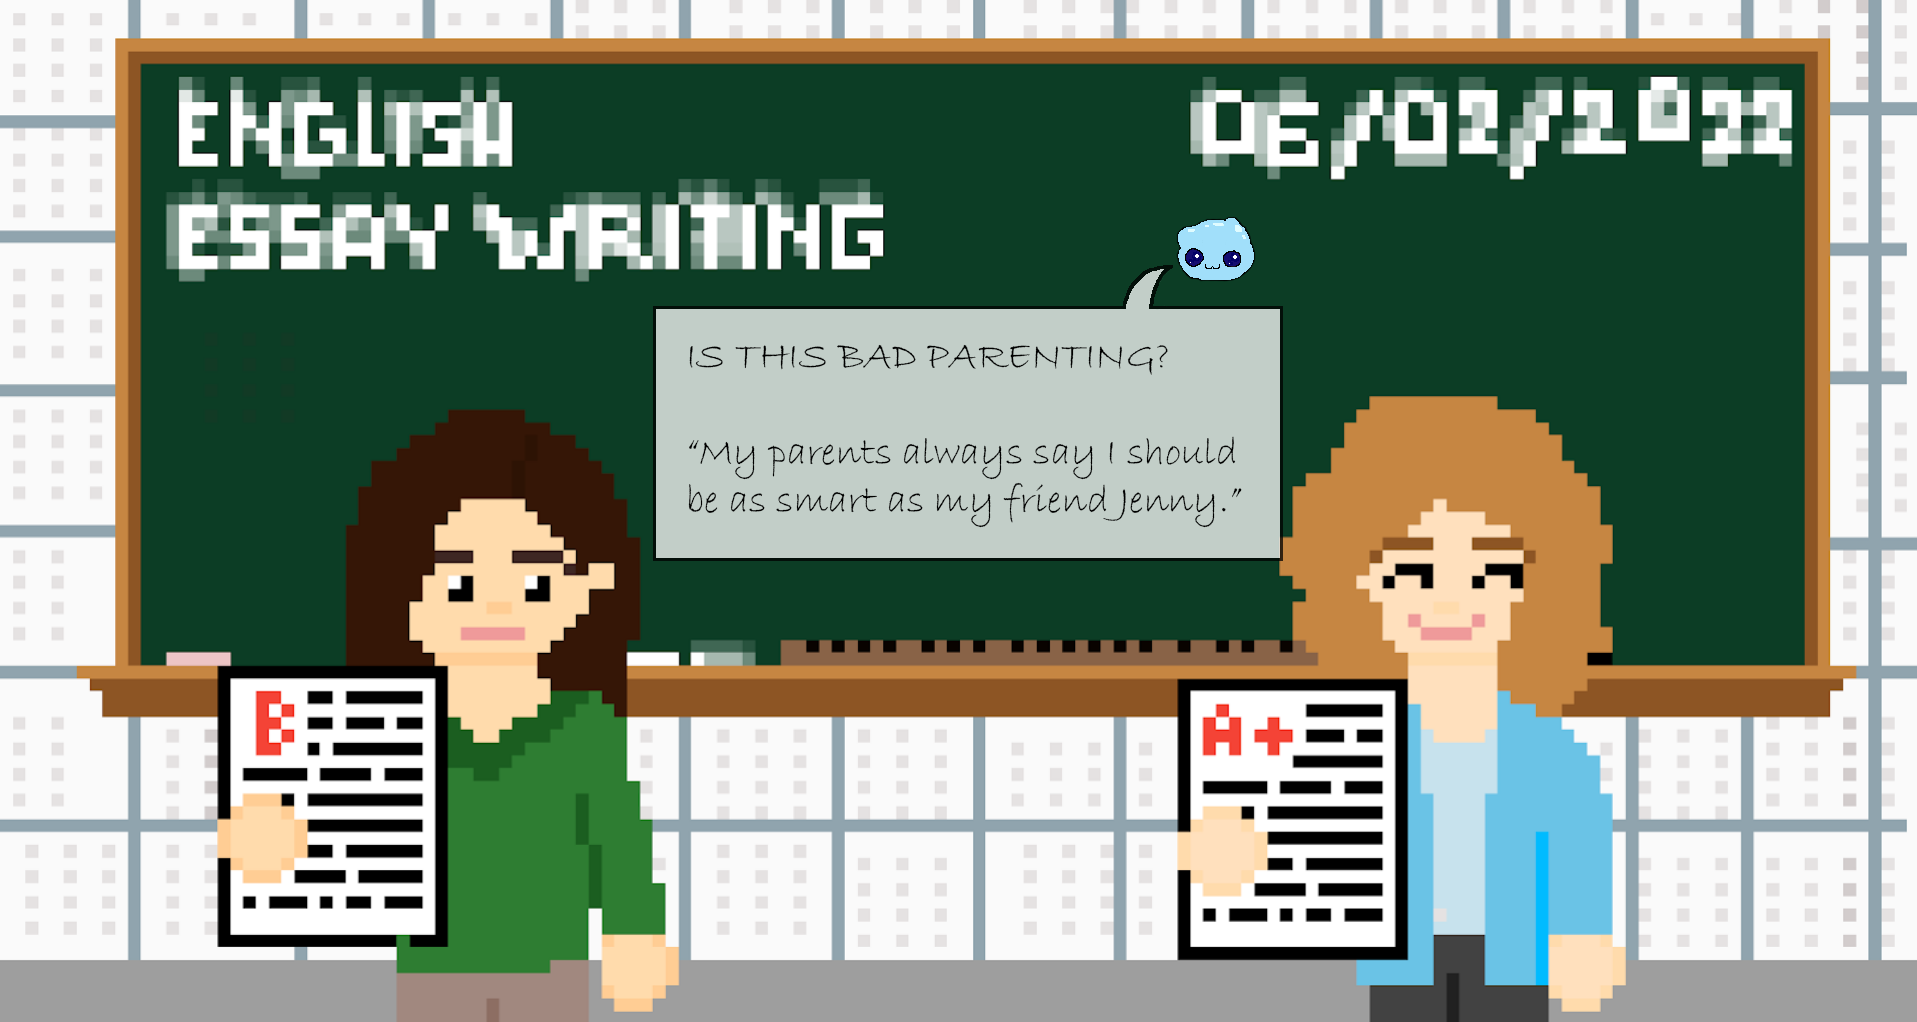 ENGLISH
06/02/2022
ESSAY WRITING
IS THIS BAD PARENTING?
“My parents always say I should
be as smart as my friend Jenny.”
B
A+